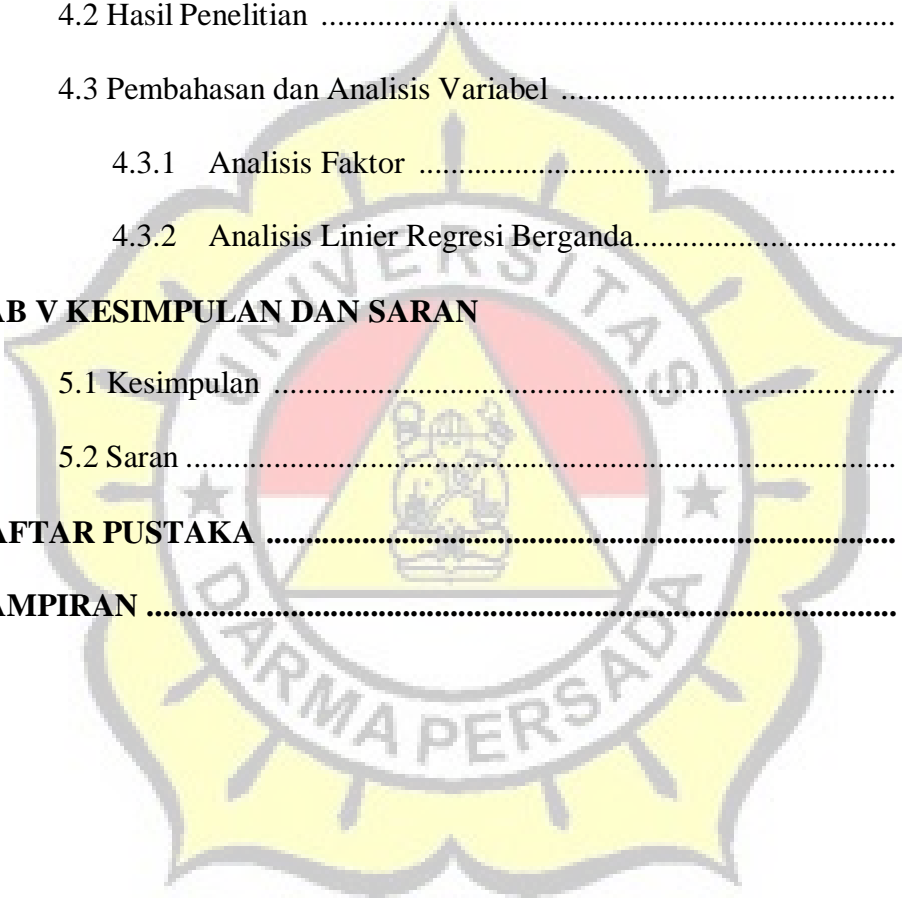 4.2 Hasil Penelitian ........................................................................
4.3 Pembahasan dan Analisis Variabel ..........................................
4.3.1 Analisis Faktor ............................................................
4.3.2 Analisis Linier Regresi Berganda.................................
AB V KESIMPULAN DAN SARAN
5.1 Kesimpulan ..............................................................................
5.2 Saran .........................................................................................
AFTAR PUSTAKA ...............................................................................
AMPIRAN ..............................................................................................
UNIVERSITAS
DARMA PERSADA